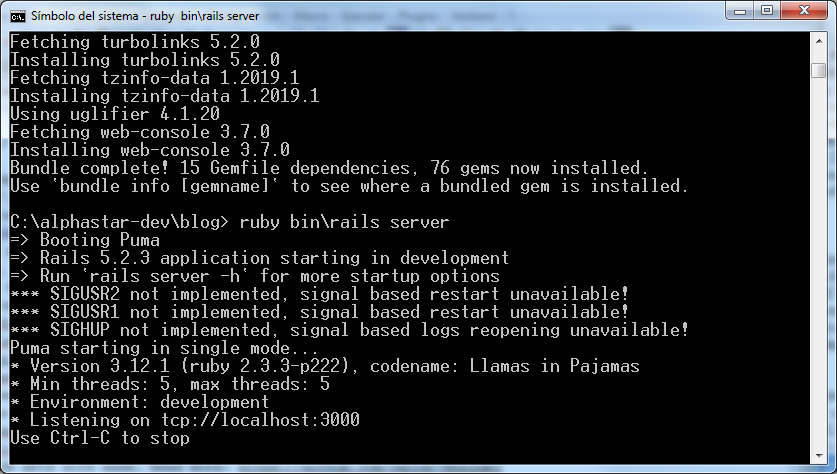 Símbolo del sistema - ruby bin\rails server
Fetching turbolinks 5.2.0
Installing turbolinks 5.2.0
Fetching tzinfo-data 1.2019.1
Installing tzinfo-data 1.2019.1
Using uglifier 4.1.20
Fetching web-console 3.7.0
Installing web-console 3.7.0
Bundle complete! 15 Gemfile dependencies, 76 gems now installed.
Use `bundle info [gemname]` to see where a bundled gem is installed.
C:\alphastar-dev\blog> ruby bin\rails server
=> Booting Puma
=> Rails 5.2.3 application starting in development
=> Run `rails server -h` for more startup options
*** SIGUSR2 not implemented, signal based restart unavailable!
*** SIGUSR1 not implemented, signal based restart unavailable!
*** SIGHUP not implemented, signal based logs reopening unavailable!
Puma starting in single mode...
* Version 3.12.1 (ruby 2.3.3-p222), codename: Llamas in Pajamas
* Min threads: 5, max threads: 5
* Environment: development
* Listening on tcp://localhost:3000
Use Ctrl-C to stop